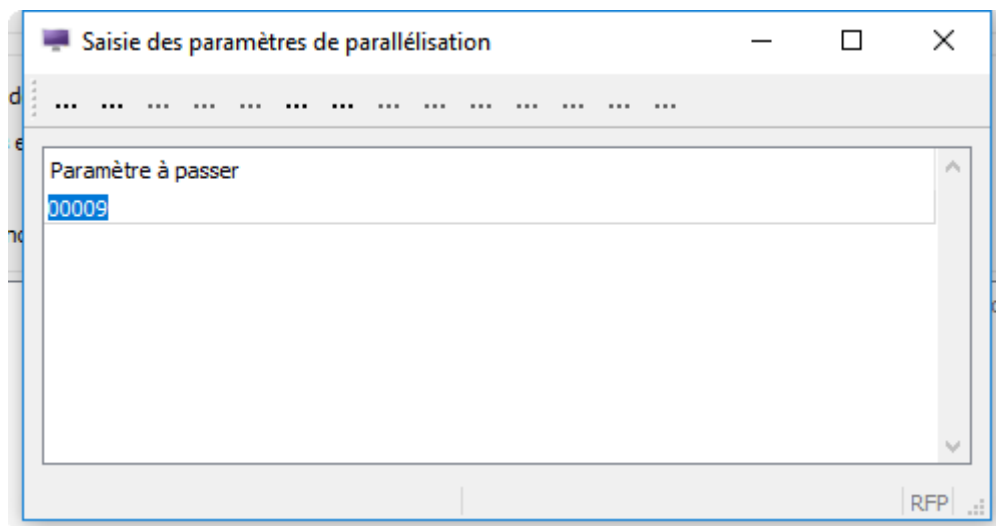 Saisie des paramètres de parallélisation
... ... ... ... ... ... ... ... ... ... ... ... ... ...
Paramètre à passer
00009
RFP